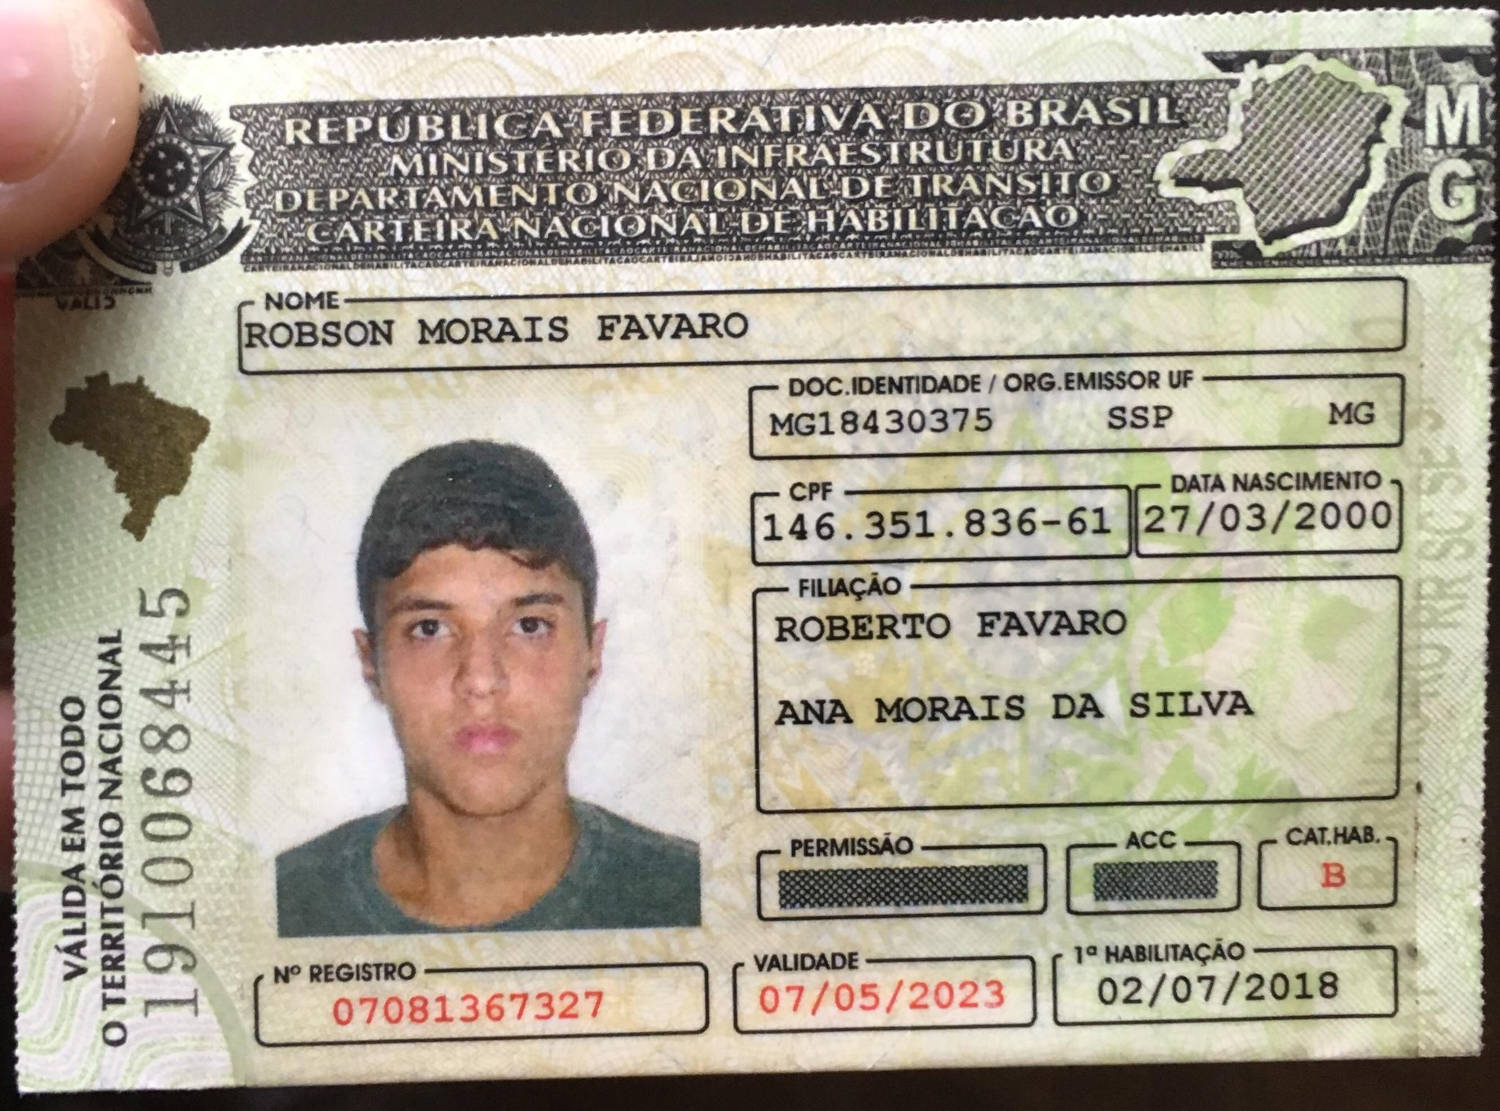 REPÚBLICA FEDERATIVA DO BRASIL
MINISTÉRIO DA INFRAESTRUTURA
DEPARTAMENTO NACIONAL DE TRÂNSITO
CARTEIRA NACIONAL DE HABILITAÇÃO
MG
NOME
ROBSON MORAIS FAVARO
DOC.IDENTIDADE / ORG.EMISSOR UF
MG18430375 SSP MG
CPF
146.351.836-61
DATA NASCIMENTO
27/03/2000
FILIAÇÃO
ROBERTO FAVARO
ANA MORAIS DA SILVA
PERMISSÃO
ACC
CAT.HAB.
B
Nº REGISTRO
07081367327
VALIDADE
07/05/2023
1ª HABILITAÇÃO
02/07/2018
VÁLIDA EM TODO
O TERRITÓRIO NACIONAL
1910068445